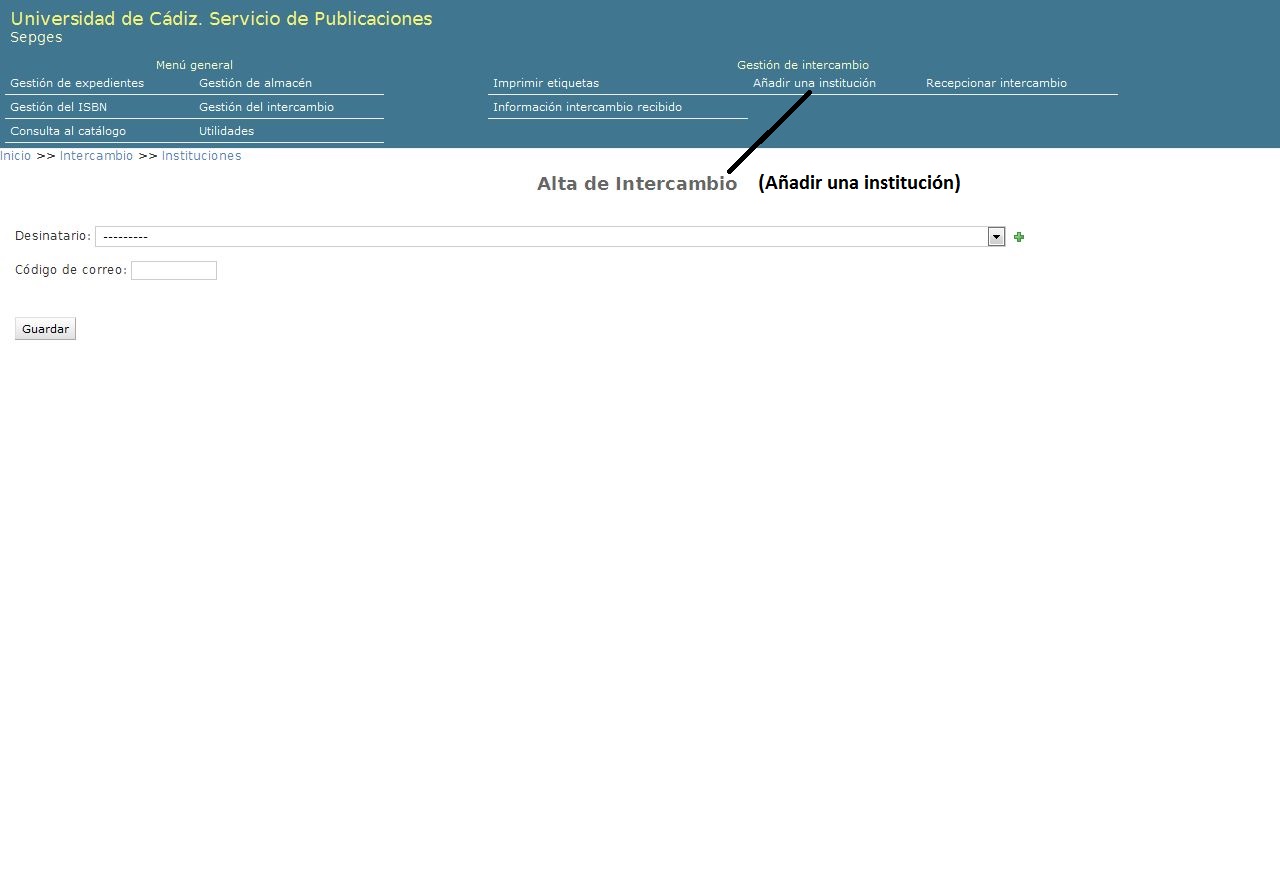 Universidad de Cádiz. Servicio de Publicaciones
Sepges
Menú general
Gestión de expedientes Gestión de almacén
Gestión del ISBN Gestión del intercambio
Consulta al catálogo Utilidades
Gestión de intercambio
Imprimir etiquetas Añadir una institución Recepcionar intercambio
Información intercambio recibido
Inicio >> Intercambio >> Instituciones
Alta de Intercambio (Añadir una institución)
Desinatario: ---------
Código de correo:
Guardar